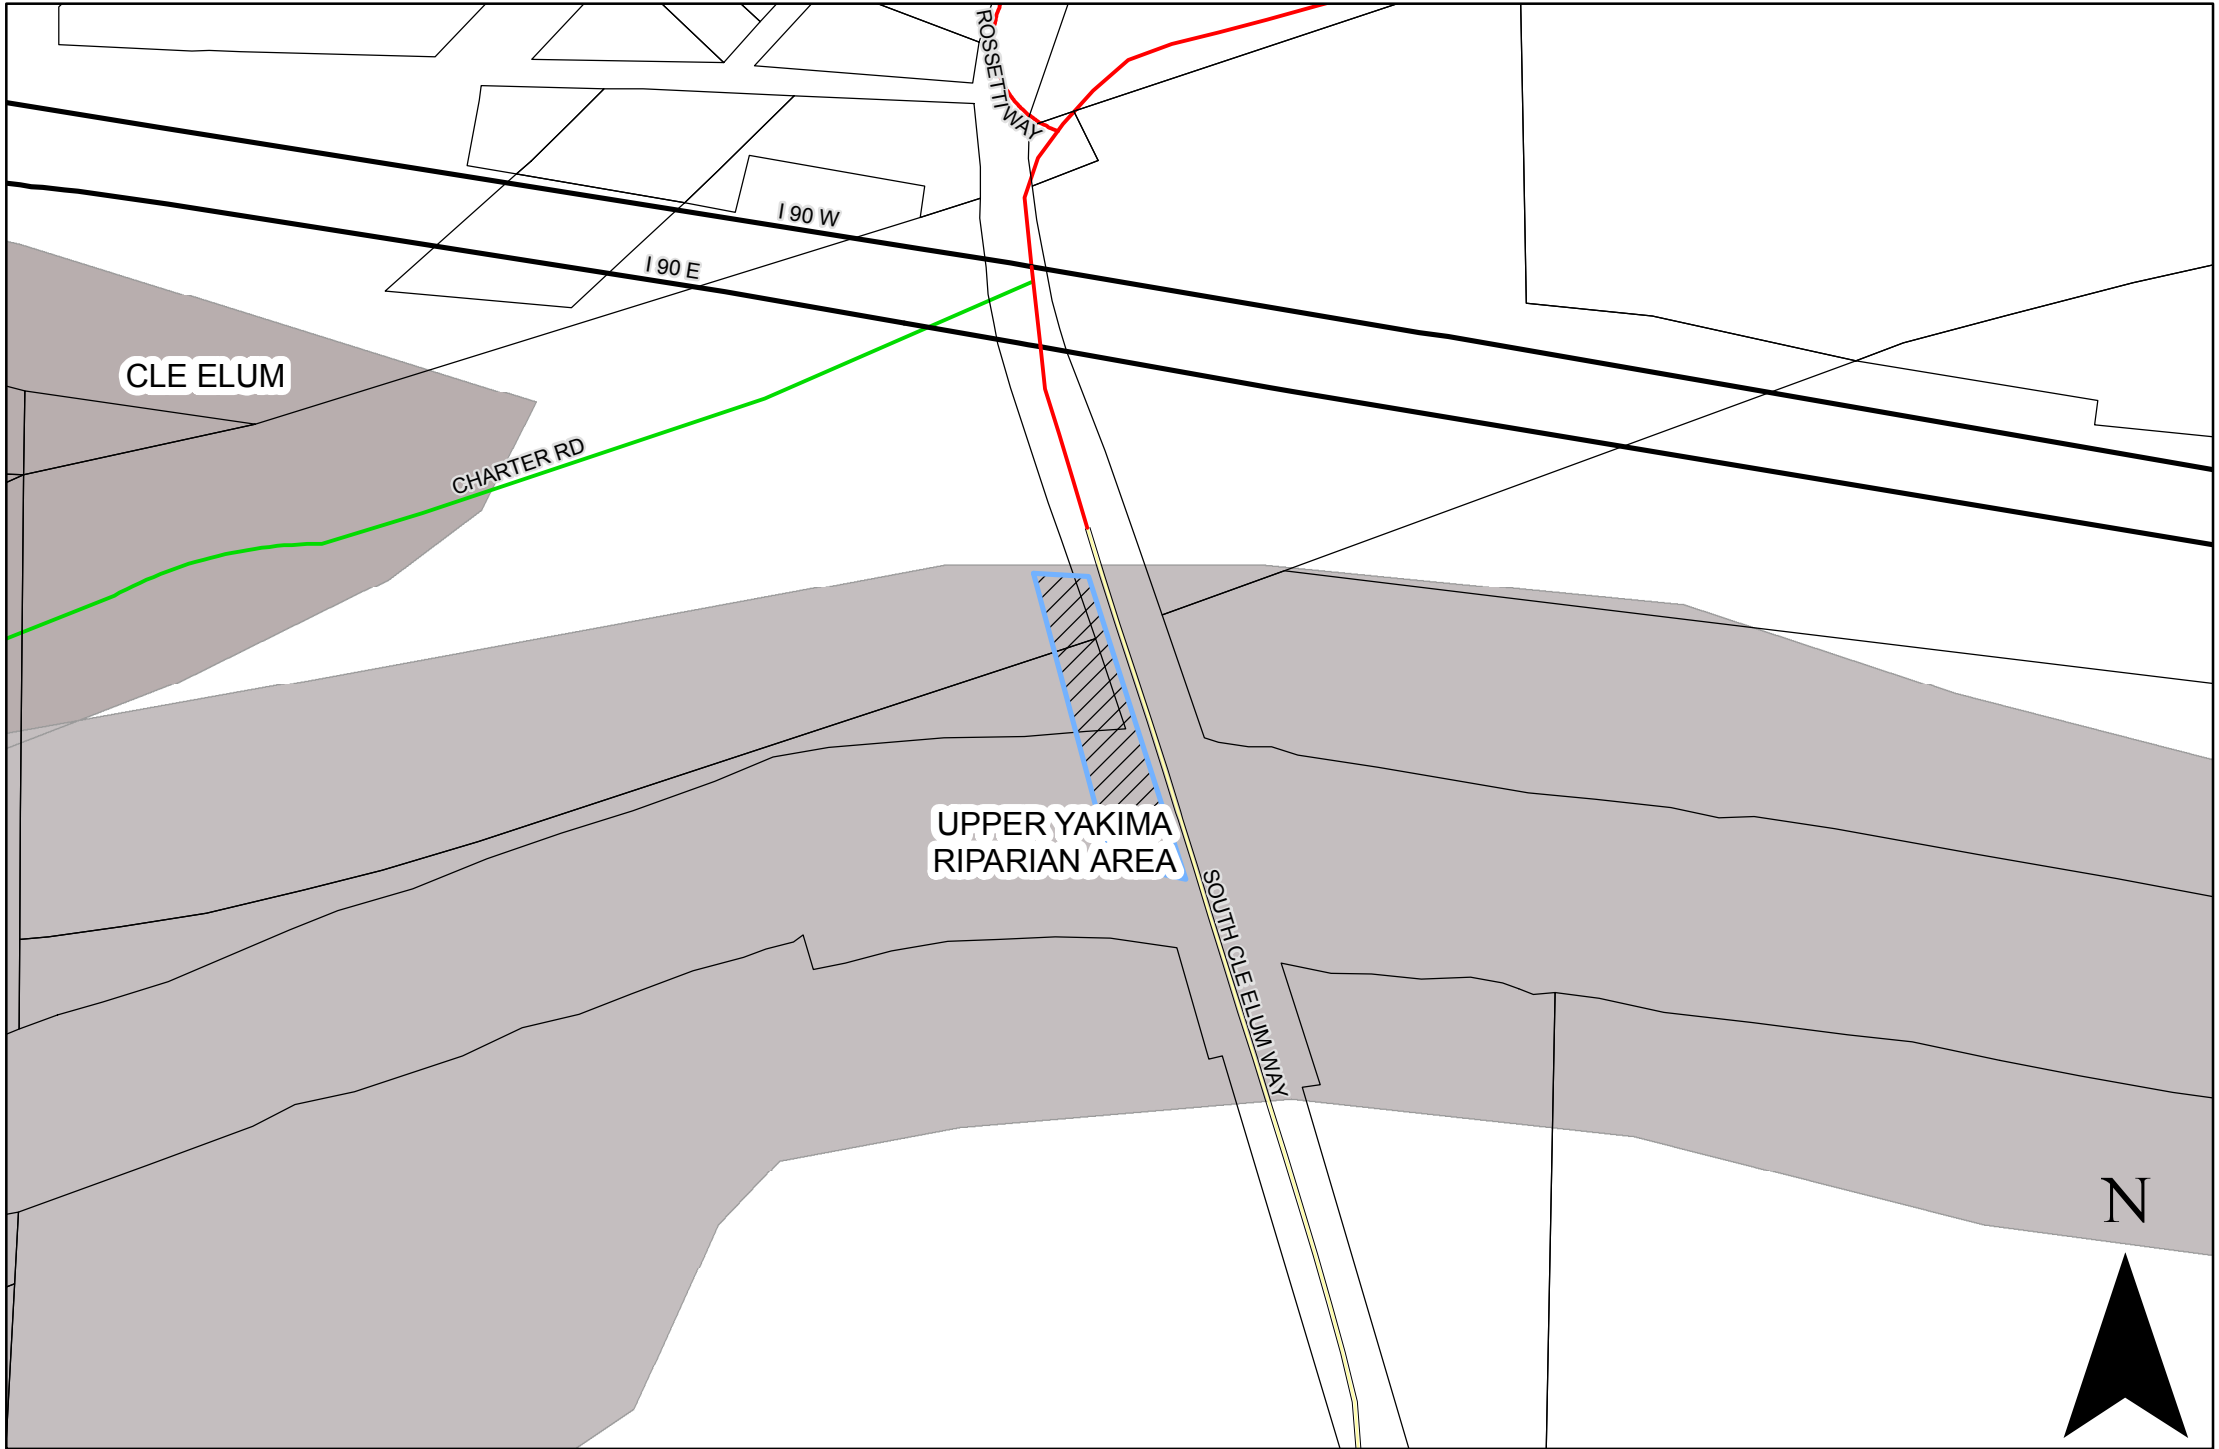 ROSSETTI WAY
I 90 W
I 90 E
CLE ELUM
CHARTER RD
UPPER YAKIMA
RIPARIAN AREA
SOUTH CLE ELUM WAY
N